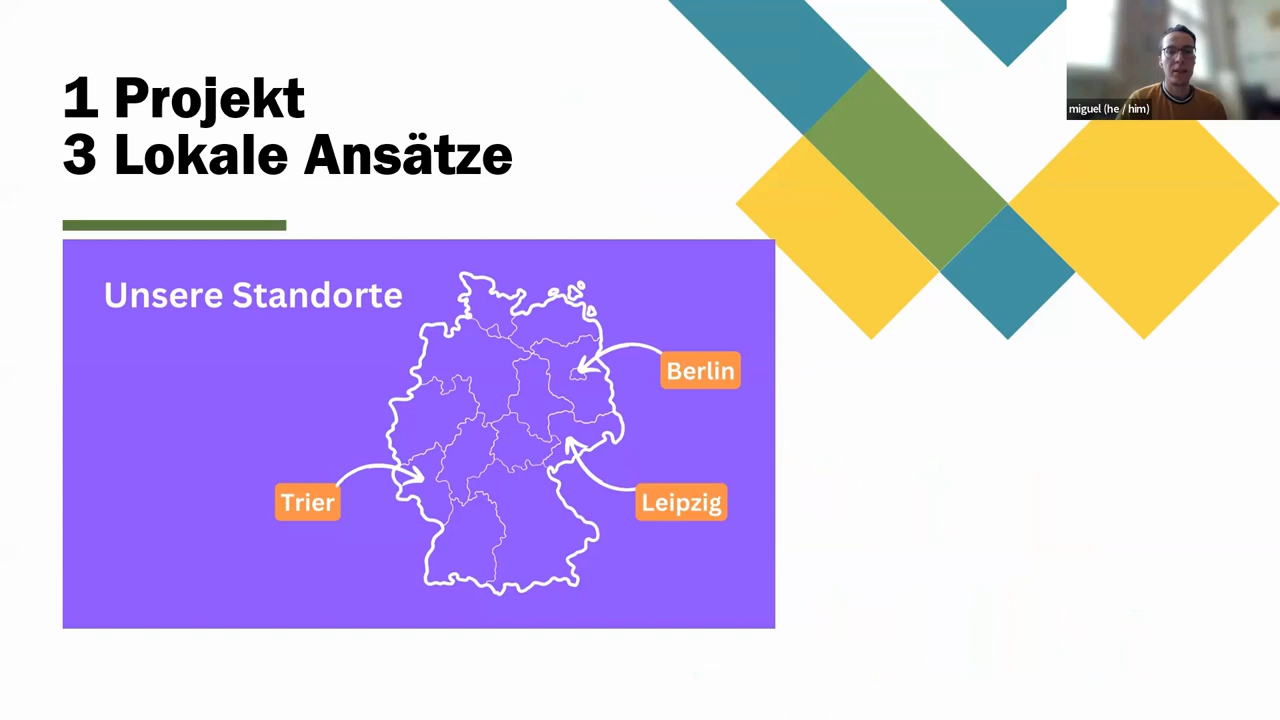 1 Projekt
3 Lokale Ansätze
miguel (he / him)
Unsere Standorte
Berlin
Trier
Leipzig